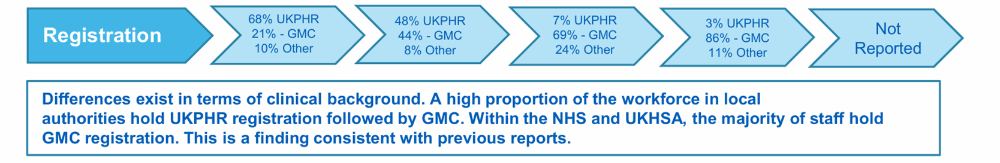 Registration
68% UKPHR
21% - GMC
10% Other
48% UKPHR
44% - GMC
8% Other
7% UKPHR
69% - GMC
24% Other
3% UKPHR
86% - GMC
11% Other
Not
Reported
Differences exist in terms of clinical background. A high proportion of the workforce in local
authorities hold UKPHR registration followed by GMC. Within the NHS and UKHSA, the majority of staff hold
GMC registration. This is a finding consistent with previous reports.